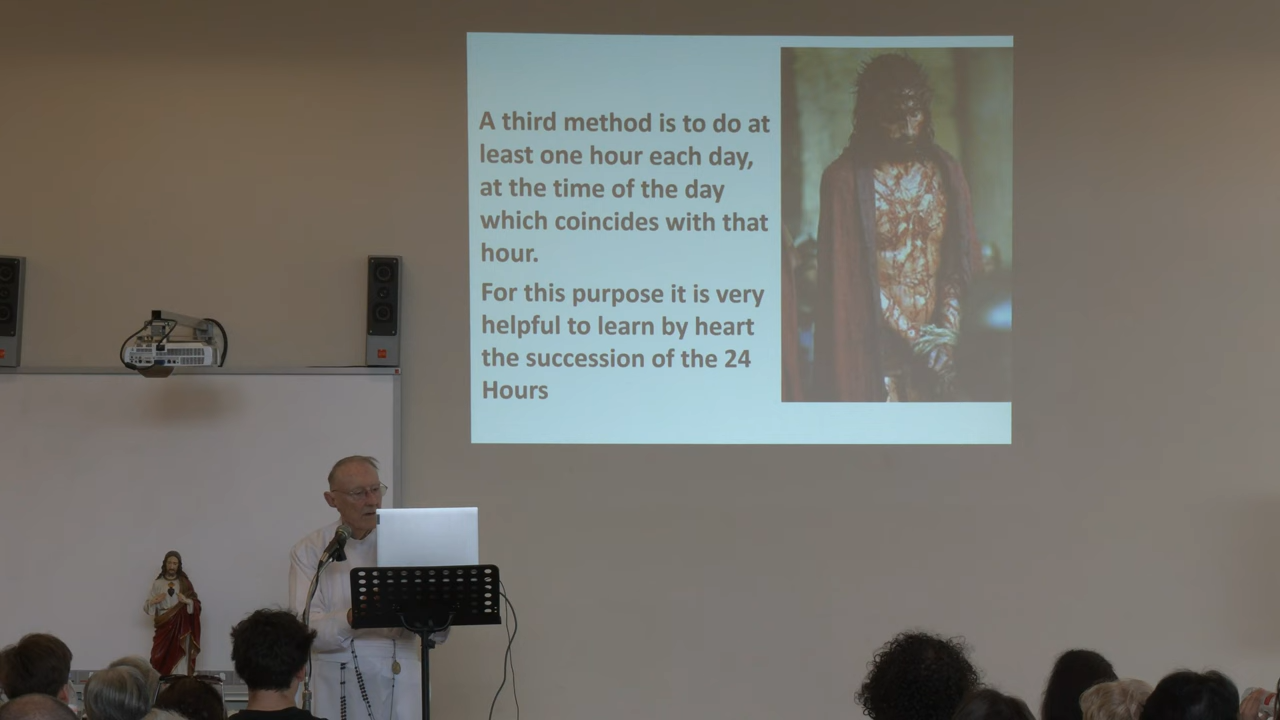 A third method is to do at
least one hour each day,
at the time of the day
which coincides with that
hour.
For this purpose it is very
helpful to learn by heart
the succession of the 24
Hours